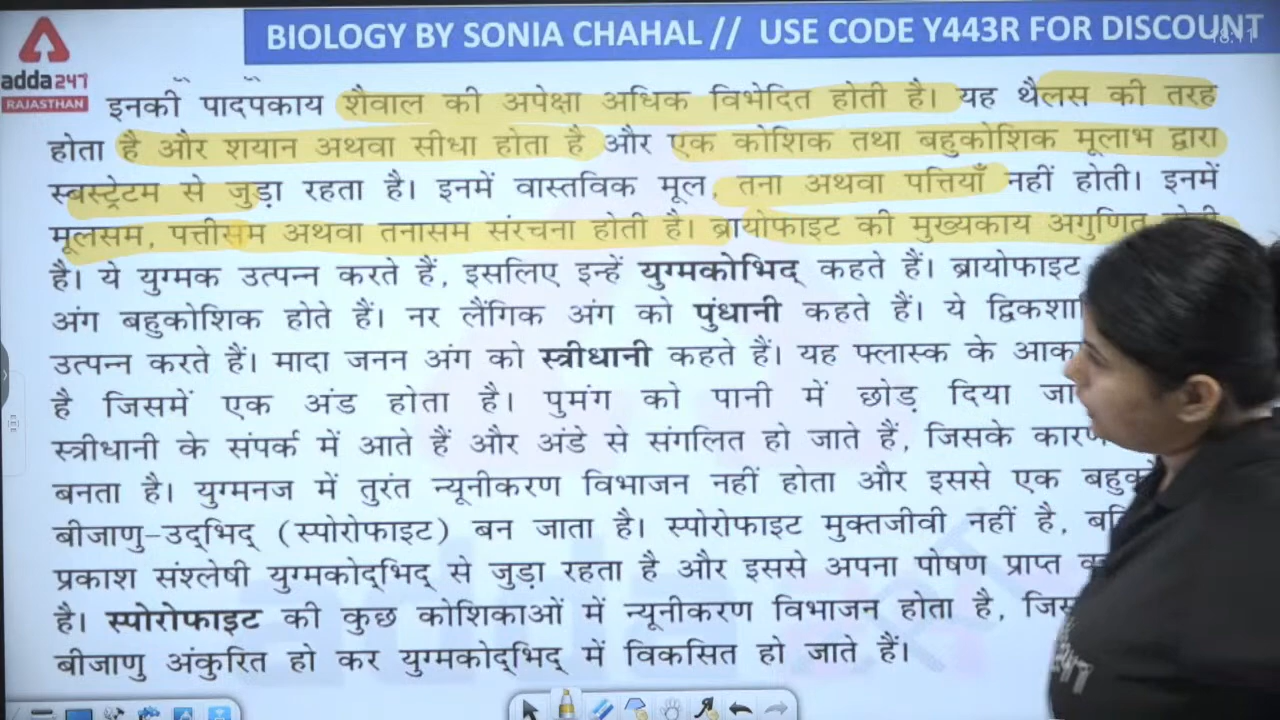 BIOLOGY BY SONIA CHAHAL // USE CODE Y443R FOR DISCOUNT
adda247
RAJASTHAN
इनकी पादपकाय शैवाल की अपेक्षा अधिक विभेदित होती है। यह थैलस की तरह
होता है और शयान अथवा सीधा होता है और एक कोशिक तथा बहुकोशिक मूलाभ द्वारा
स्बस्ट्रेटम से जुड़ा रहता है। इनमें वास्तविक मूल, तना अथवा पत्तियाँ नहीं होती। इनमें
मूलसम, पत्तीसम अथवा तनासम संरचना होती है। ब्रायोफाइट की मुख्यकाय अगुणित होती
है। ये युग्मक उत्पन्न करते हैं, इसलिए इन्हें युग्मकोभिद् कहते हैं। ब्रायोफाइट
अंग बहुकोशिक होते हैं। नर लैंगिक अंग को पुंधानी कहते हैं। ये
उत्पन्न करते हैं। मादा जनन अंग को स्त्रीधानी कहते हैं। यह फ्लास्क के
है जिसमें एक अंड होता है। पुमंग को पानी में छोड़ दिया
स्त्रीधानी के संपर्क में आते हैं और अंडे से संगलित हो जाते हैं, जिसके
बनता है। युग्मनज में तुरंत न्यूनीकरण विभाजन नहीं होता और इससे एक
बीजाणु-उद्भिद् (स्पोरोफाइट) बन जाता है। स्पोरोफाइट मुक्तजीवी नहीं है,
प्रकाश संश्लेषी युग्मकोद्भिद् से जुड़ा रहता है और इससे अपना पोषण प्राप्त
है। स्पोरोफाइट की कुछ कोशिकाओं में न्यूनीकरण विभाजन होता है,
बीजाणु अंकुरित हो कर युग्मकोद्भिद् में विकसित हो जाते हैं।